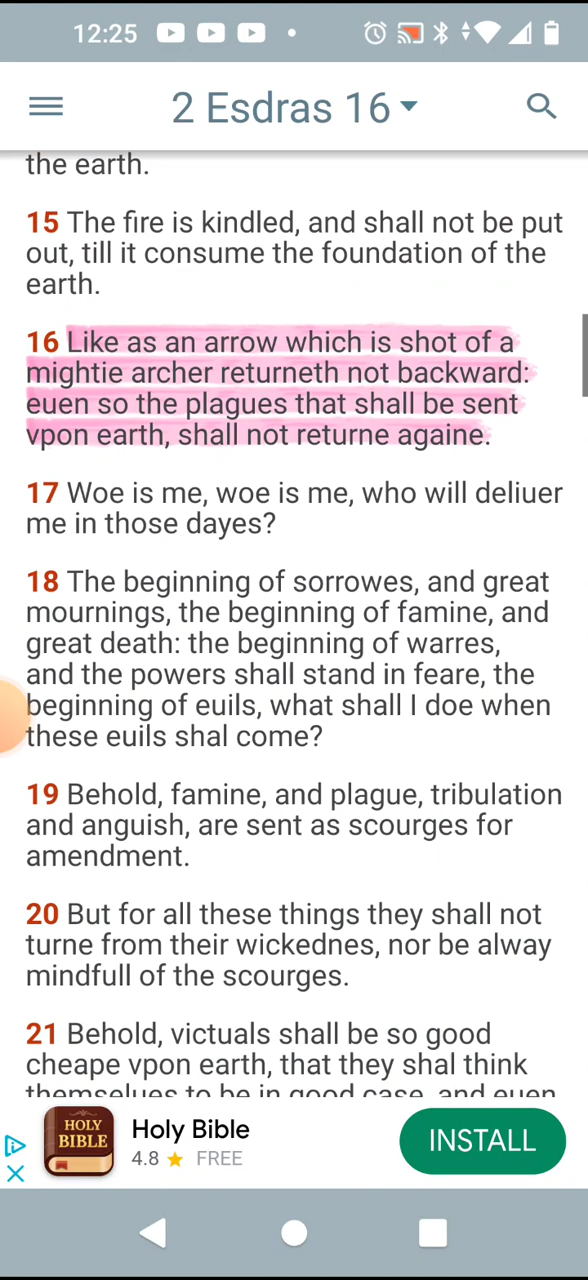 12:25
2 Esdras 16
the earth.
15 The fire is kindled, and shall not be put
out, till it consume the foundation of the
earth.
16 Like as an arrow which is shot of a
mightie archer returneth not backward:
euen so the plagues that shall be sent
vpon earth, shall not returne againe.
17 Woe is me, woe is me, who will deliuer
me in those dayes?
18 The beginning of sorrowes, and great
mournings, the beginning of famine, and
great death: the beginning of warres,
and the powers shall stand in feare, the
beginning of euils, what shall I doe when
these euils shal come?
19 Behold, famine, and plague, tribulation
and anguish, are sent as scourges for
amendment.
20 But for all these things they shall not
turne from their wickednes, nor be alway
mindfull of the scourges.
21 Behold, victuals shall be so good
cheape vpon earth, that they shal think
themselues to be in good case, and euen
HOLY
BIBLE
Holy Bible
4.8 ★ FREE
INSTALL